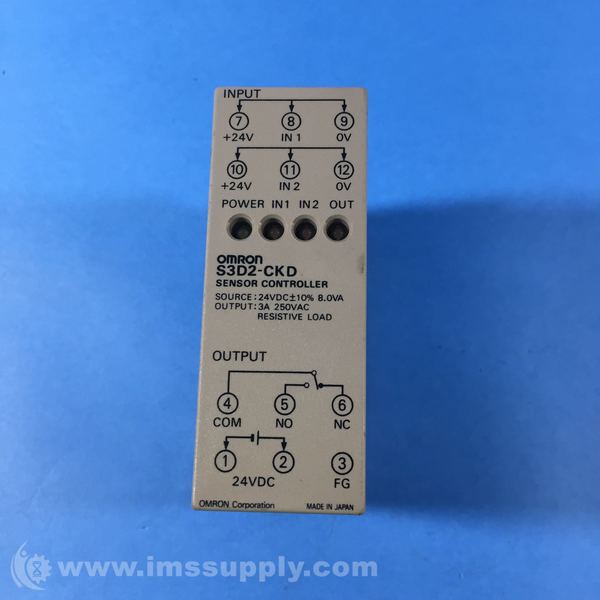 INPUT
7 8 9
+24V IN 1 0V
10 11 12
+24V IN 2 0V
POWER IN1 IN2 OUT
OMRON
S3D2-CKD
SENSOR CONTROLLER
SOURCE: 24VDC±10% 8.0VA
OUTPUT: 3A 250VAC
RESISTIVE LOAD
OUTPUT
4 5 6
COM NO NC
1 2 3
24VDC FG
OMRON Corporation MADE IN JAPAN
www.imssupply.com